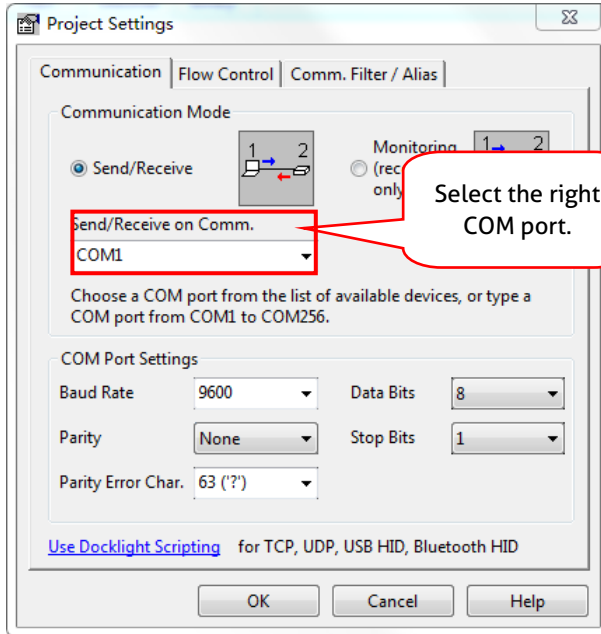 Project Settings
Communication
Flow Control
Comm. Filter / Alias
Communication Mode
Send/Receive
1 2
Monitoring
only
1 2
Select the right
COM port.
Send/Receive on Comm.
COM1
Choose a COM port from the list of available devices, or type a
COM port from COM1 to COM256.
COM Port Settings
Baud Rate 9600 Data Bits 8
Parity None Stop Bits 1
Parity Error Char. 63 ('?')
Use Docklight Scripting for TCP, UDP, USB HID, Bluetooth HID
OK Cancel Help